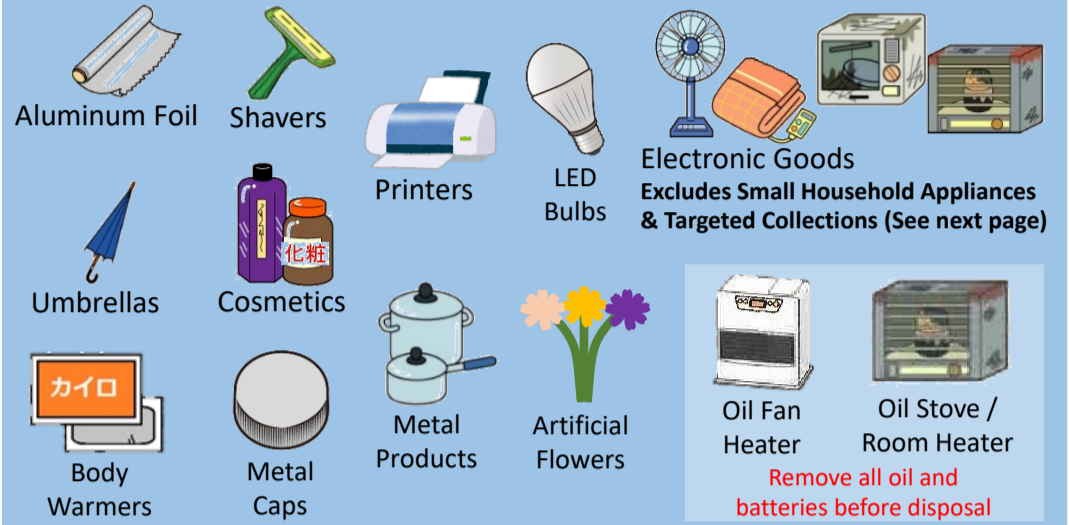 Aluminum Foil
Shavers
Printers
LED
Bulbs
Electronic Goods
Excludes Small Household Appliances
& Targeted Collections (See next page)
Umbrellas
化粧
Cosmetics
カイロ
Body
Warmers
Metal
Caps
Metal
Products
Artificial
Flowers
Oil Fan
Heater
Oil Stove /
Room Heater
Remove all oil and
batteries before disposal